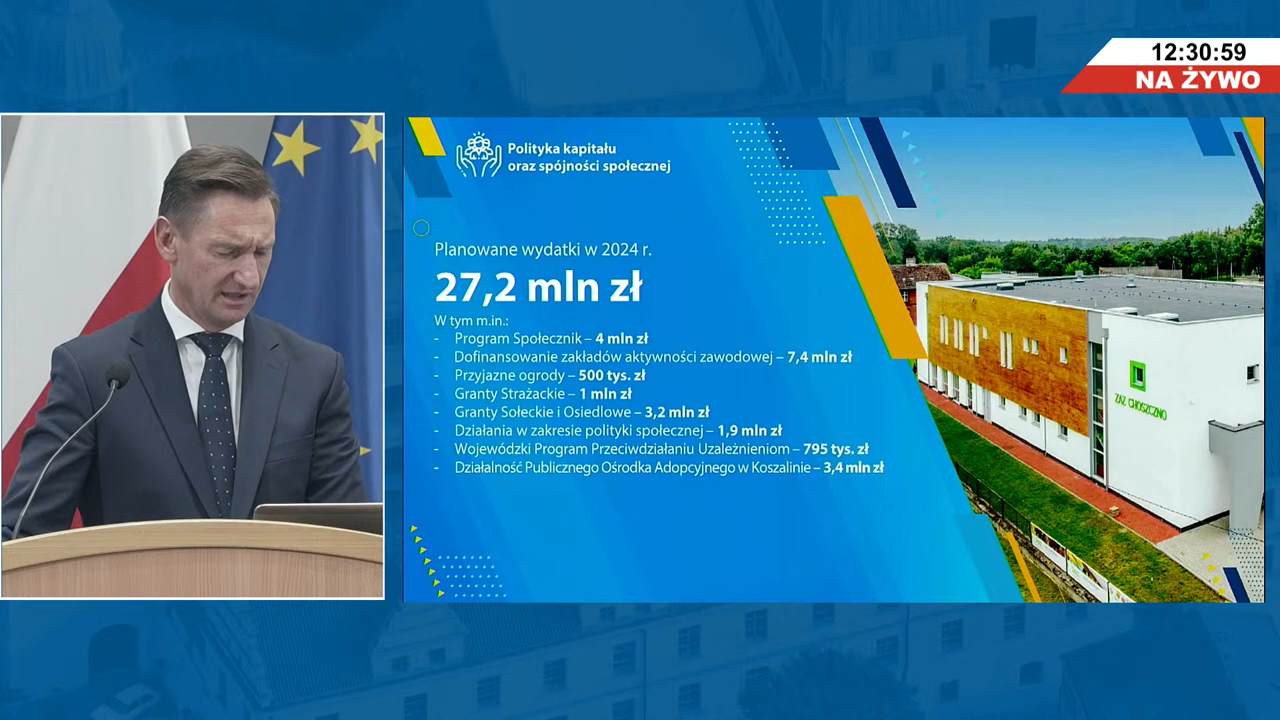 12:30:59
NA ŻYWO
Polityka kapitału
oraz spójności społecznej
Planowane wydatki w 2024 r.
27,2 mln zł
W tym m.in.:
- Program Społecznik – 4 mln zł
- Dofinansowanie zakładów aktywności zawodowej – 7,4 mln zł
- Przyjazne ogrody – 500 tys. zł
- Granty Strażackie – 1 mln zł
- Granty Sołeckie i Osiedlowe – 3,2 mln zł
- Działania w zakresie polityki społecznej – 1,9 mln zł
- Wojewódzki Program Przeciwdziałaniu Uzależnieniom – 795 tys. zł
- Działalność Publicznego Ośrodka Adopcyjnego w Koszalinie – 3,4 mln zł
ZAZ CHOSZCZNO